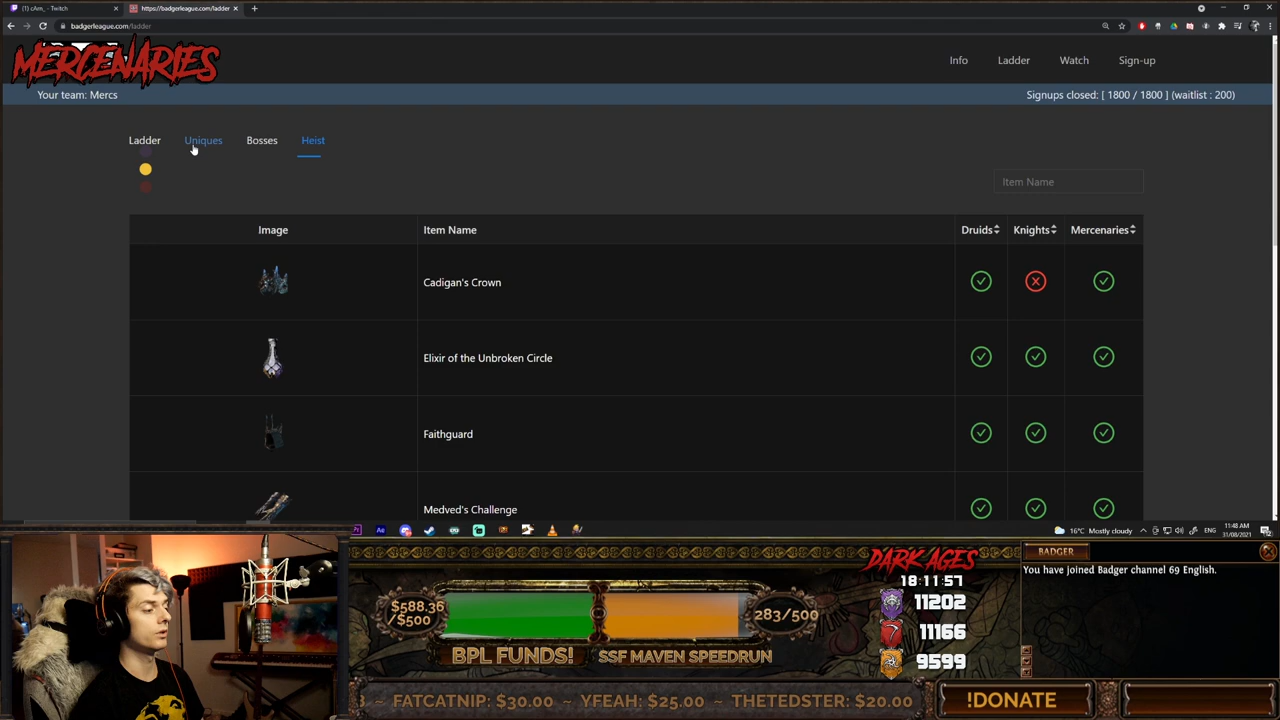 (1) cAm_ - Twitch
https://badgerleague.com/ladder
badgerleague.com/ladder
MERCENARIES
Info
Ladder
Watch
Sign-up
Your team: Mercs
Signups closed: [ 1800 / 1800 ] (waitlist : 200)
Ladder
Uniques
Bosses
Heist
Item Name
Image
Item Name
Druids
Knights
Mercenaries
Cadigan's Crown
Elixir of the Unbroken Circle
Faithguard
Medved's Challenge
16°C Mostly cloudy
ENG
11:48 AM
31/08/2021
$588.36
/$500
283/500
BPL FUNDS!
SSF MAVEN SPEEDRUN
DARK AGES
18:11:57
11202
11166
9599
BADGER
You have joined Badger channel 69 English.
FATCATNIP: $30.00 ~ YFEAH: $25.00 ~ THETEDSTER: $20.00
!DONATE